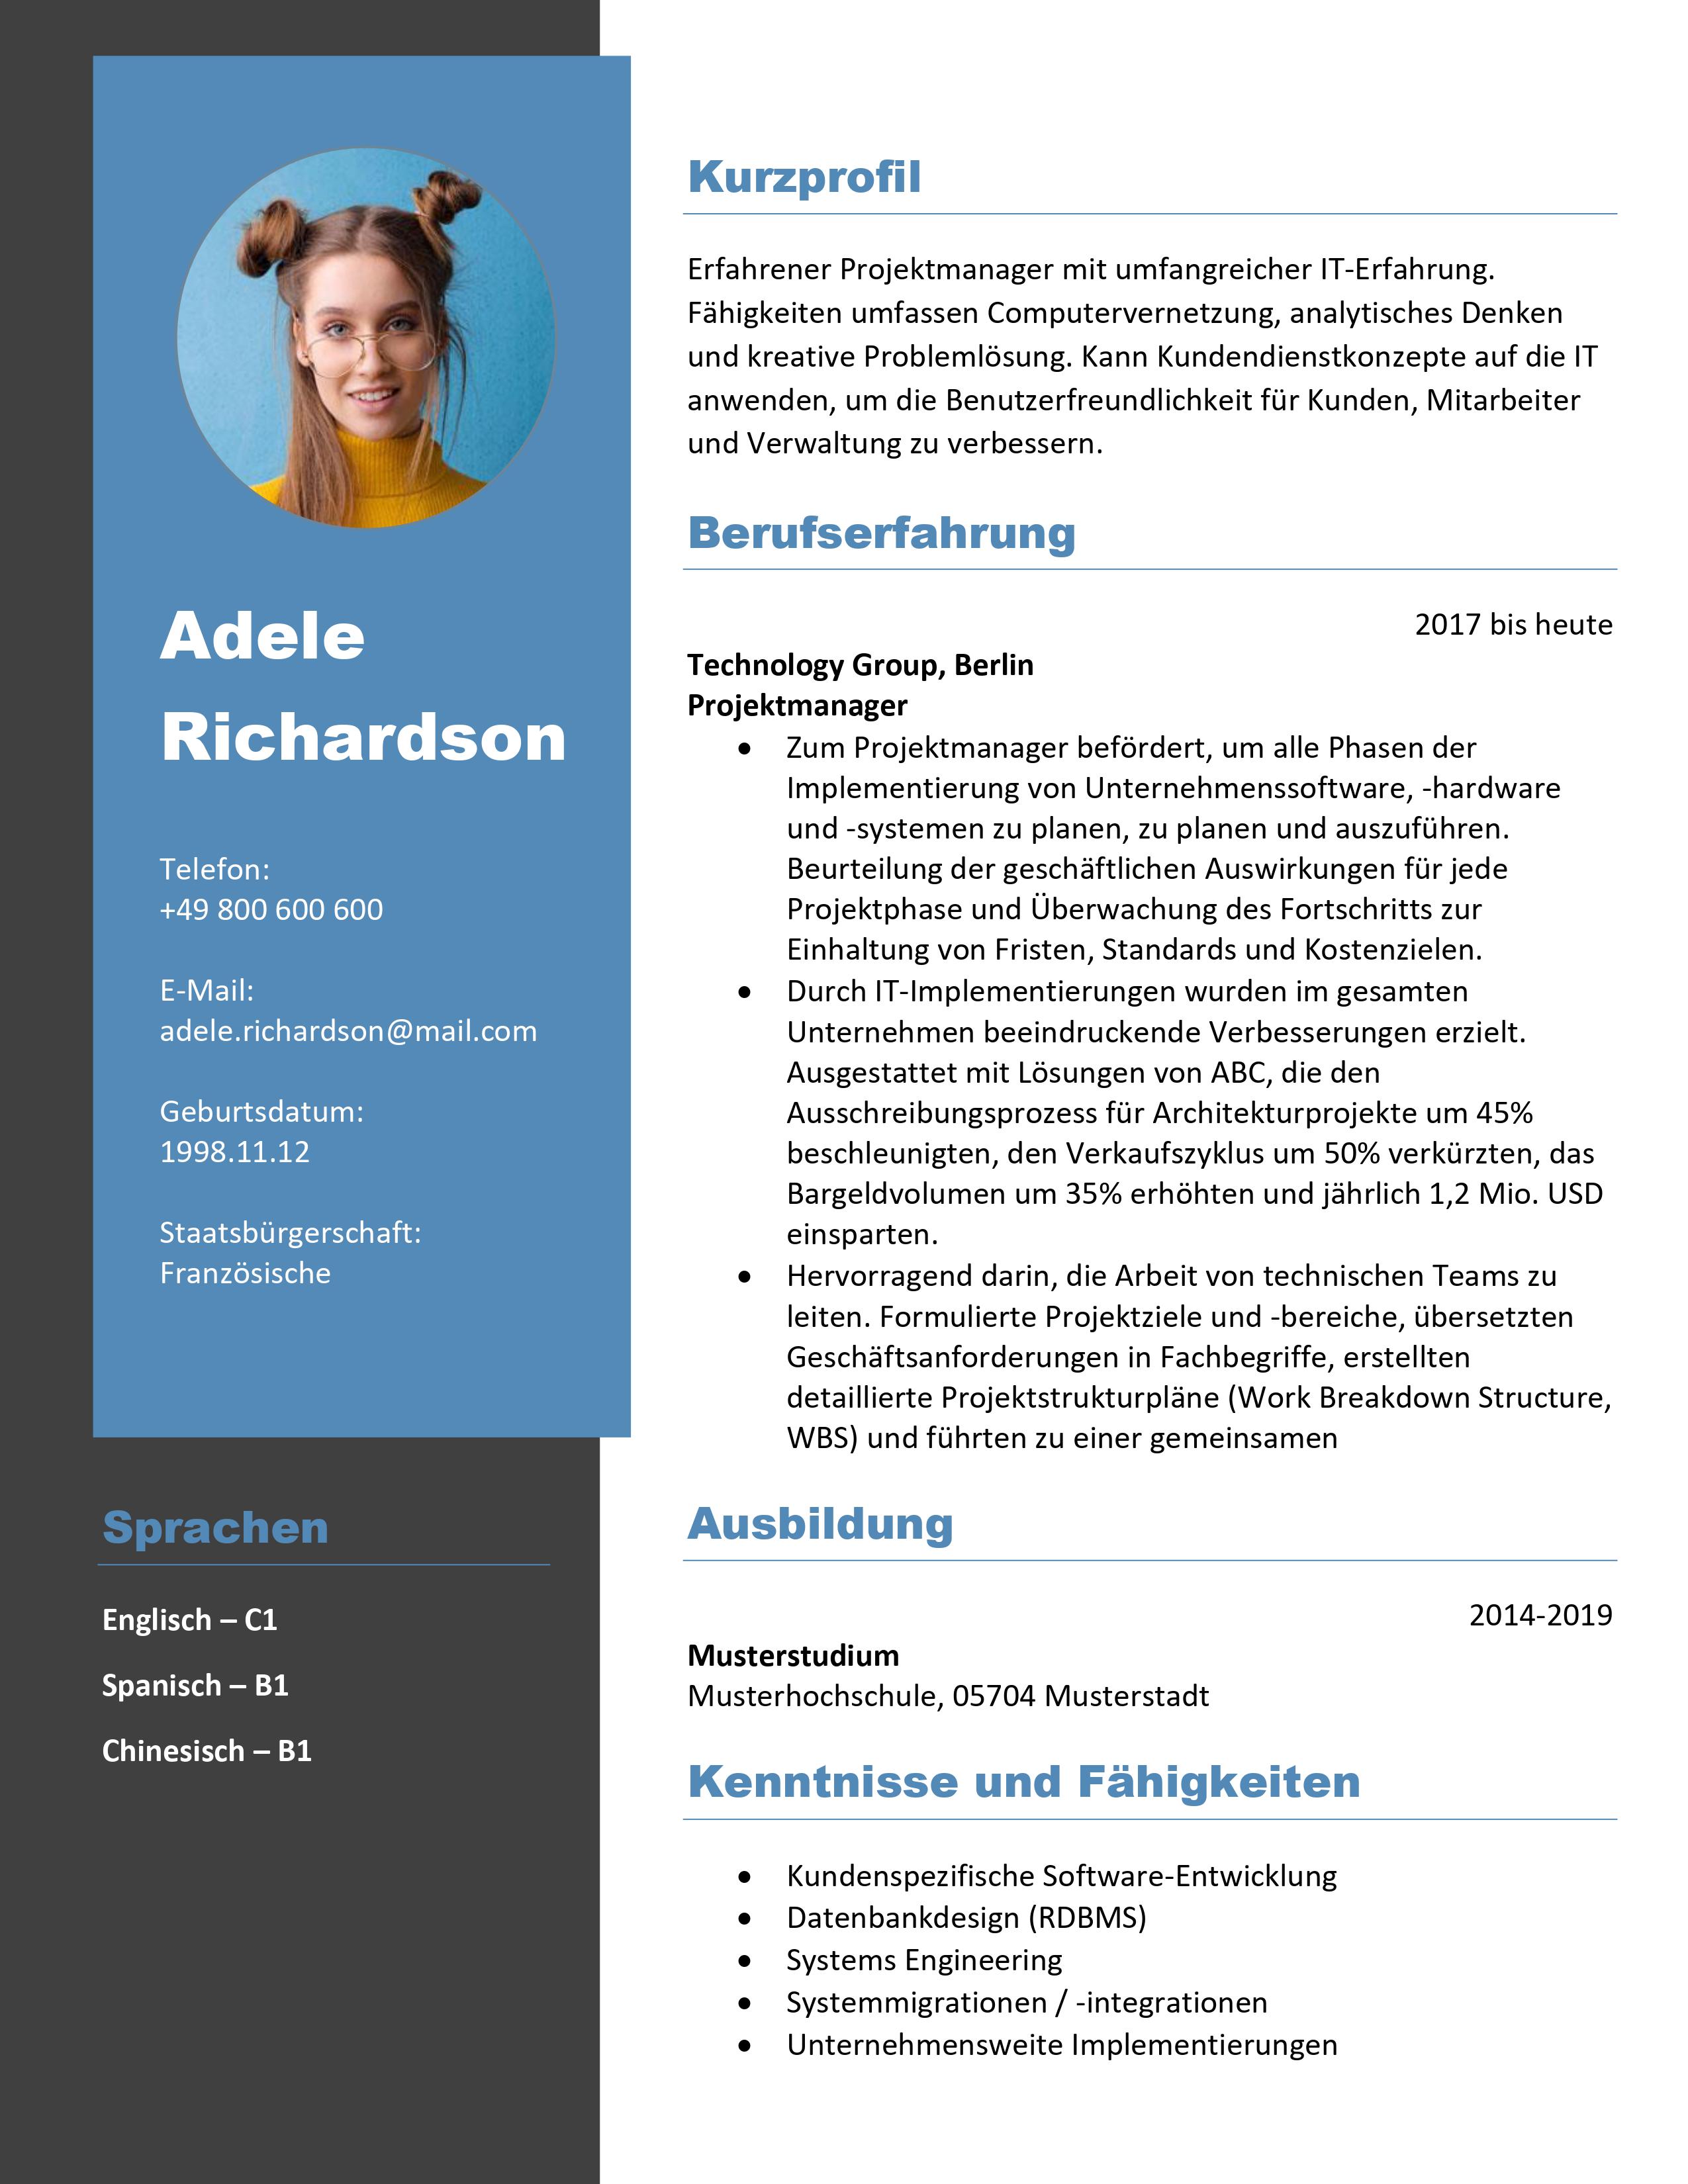 Adele
Richardson
Telefon:
+49 800 600 600
E-Mail:
adele.richardson@mail.com
Geburtsdatum:
1998.11.12
Staatsbürgerschaft:
Französische
Sprachen
Englisch – C1
Spanisch – B1
Chinesisch – B1
Kurzprofil
Erfahrener Projektmanager mit umfangreicher IT-Erfahrung.
Fähigkeiten umfassen Computervernetzung, analytisches Denken
und kreative Problemlösung. Kann Kundendienstkonzepte auf die IT
anwenden, um die Benutzerfreundlichkeit für Kunden, Mitarbeiter
und Verwaltung zu verbessern.
Berufserfahrung
2017 bis heute
Technology Group, Berlin
Projektmanager
• Zum Projektmanager befördert, um alle Phasen der
Implementierung von Unternehmenssoftware, -hardware
und -systemen zu planen, zu planen und auszuführen.
Beurteilung der geschäftlichen Auswirkungen für jede
Projektphase und Überwachung des Fortschritts zur
Einhaltung von Fristen, Standards und Kostenzielen.
• Durch IT-Implementierungen wurden im gesamten
Unternehmen beeindruckende Verbesserungen erzielt.
Ausgestattet mit Lösungen von ABC, die den
Ausschreibungsprozess für Architekturprojekte um 45%
beschleunigten, den Verkaufszyklus um 50% verkürzten, das
Bargeldvolumen um 35% erhöhten und jährlich 1,2 Mio. USD
einsparten.
• Hervorragend darin, die Arbeit von technischen Teams zu
leiten. Formulierte Projektziele und -bereiche, übersetzten
Geschäftsanforderungen in Fachbegriffe, erstellten
detaillierte Projektstrukturpläne (Work Breakdown Structure,
WBS) und führten zu einer gemeinsamen
Ausbildung
2014-2019
Musterstudium
Musterhochschule, 05704 Musterstadt
Kenntnisse und Fähigkeiten
• Kundenspezifische Software-Entwicklung
• Datenbankdesign (RDBMS)
• Systems Engineering
• Systemmigrationen / -integrationen
• Unternehmensweite Implementierungen